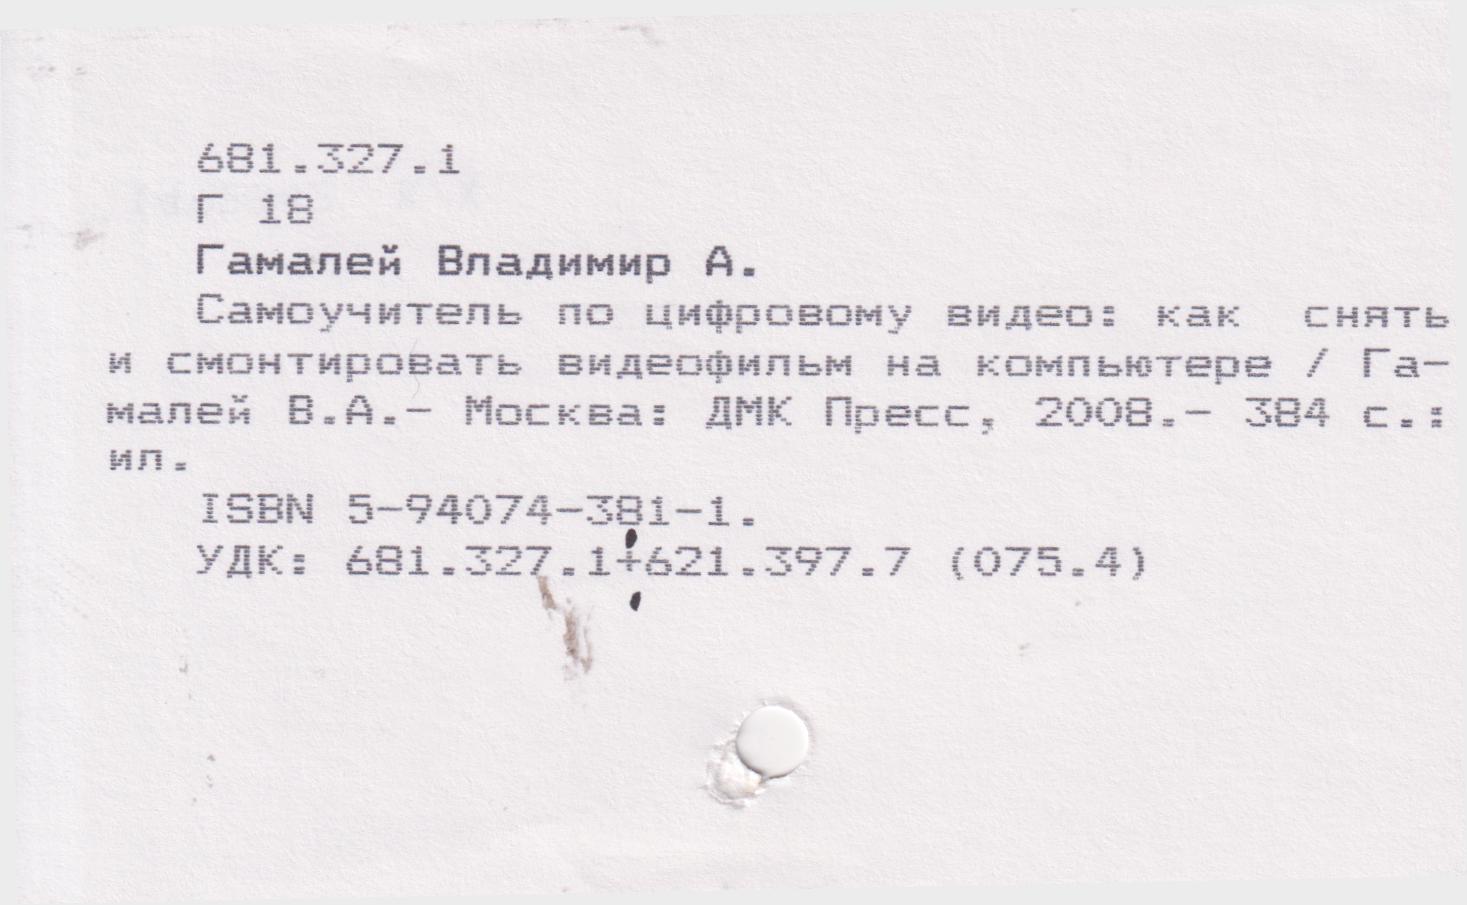 681.327.1
Г 18
Гамалей Владимир А.
Самоучитель по цифровому видео: как снять
и смонтировать видеофильм на компьютере / Га-
малей В.А.- Москва: ДМК Пресс, 2008.- 384 с.:
ил.
ISBN 5-94074-381-1.
УДК: 681.327.1+621.397.7 (075.4)